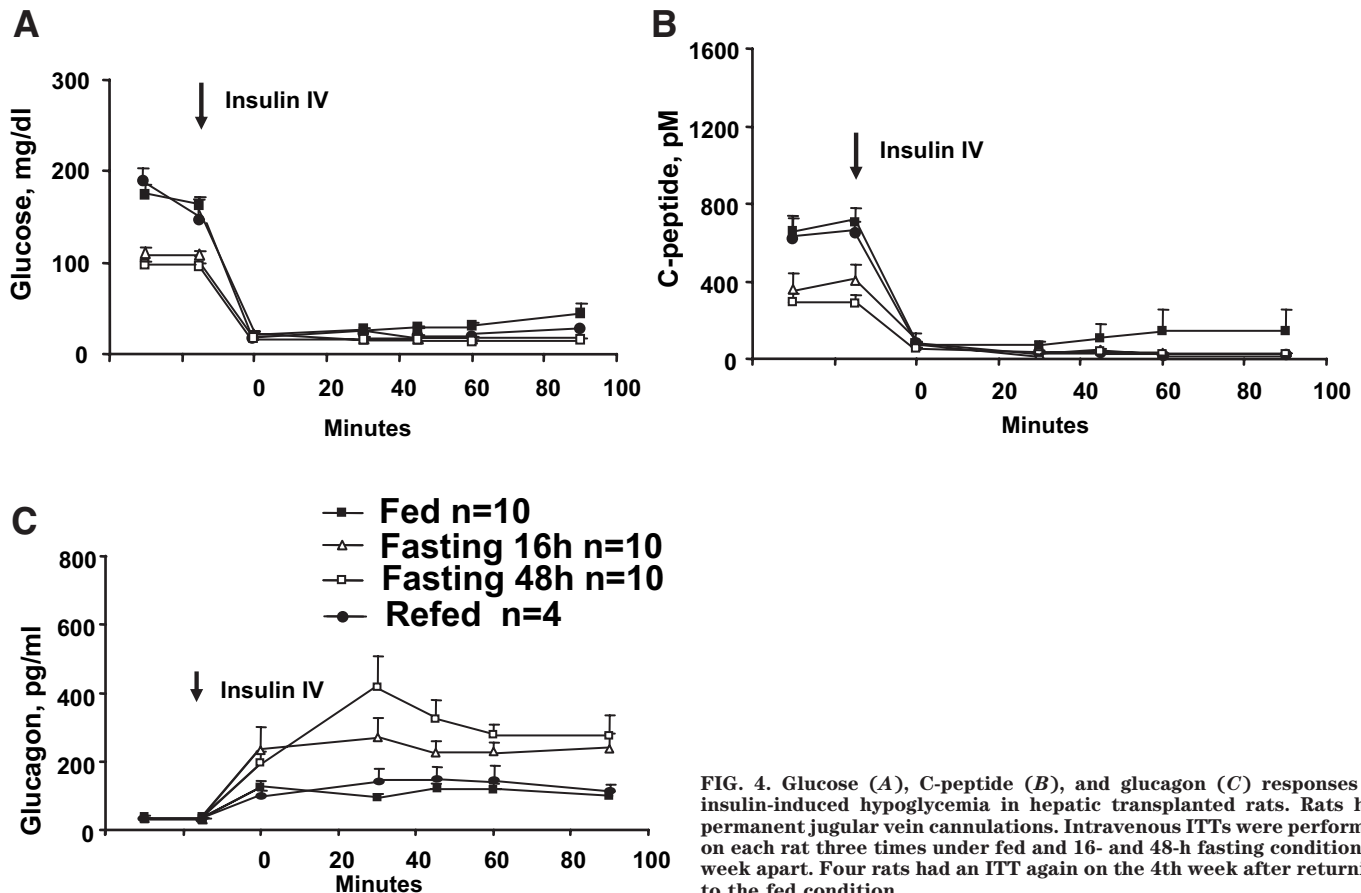 A
300
200
100
0
Glucose, mg/dl
Insulin IV
0 20 40 60 80 100
Minutes
B
1600
1200
800
400
0
C-peptide, pM
Insulin IV
0 20 40 60 80 100
Minutes
C
Fed n=10
Fasting 16h n=10
Fasting 48h n=10
Refed n=4
800
600
400
200
0
Glucagon, pg/ml
Insulin IV
0 20 40 60 80 100
Minutes
FIG. 4. Glucose (A), C-peptide (B), and glucagon (C) responses
insulin-induced hypoglycemia in hepatic transplanted rats. Rats
permanent jugular vein cannulations. Intravenous ITTs were
on each rat three times under fed and 16- and 48-h fasting
week apart. Four rats had an ITT again on the 4th week after
to the fed condition.